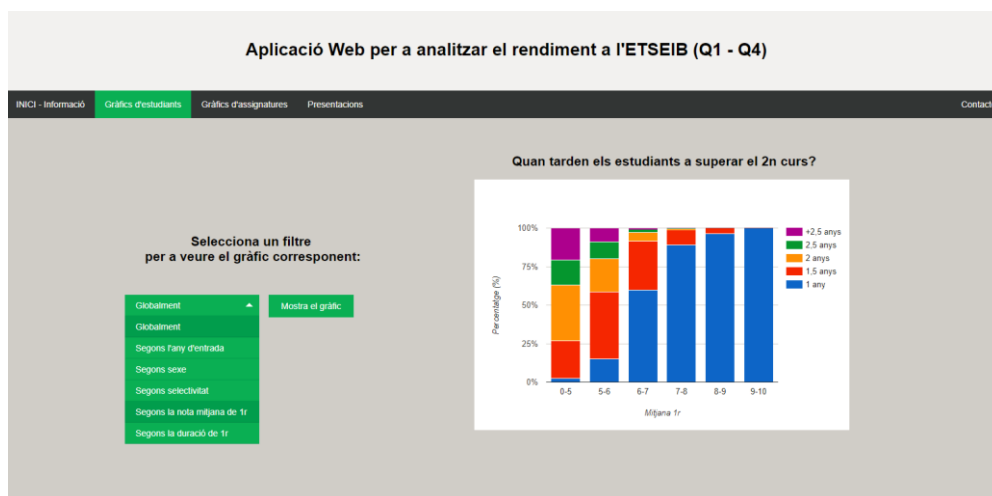 Aplicació Web per a analitzar el rendiment a l'ETSEIB (Q1 - Q4)
INICI - Informació
Gràfics d'estudiants
Gràfics d'assignatures
Presentacions
Selecciona un filtre
per a veure el gràfic corresponent:
Globalment
Mostra el gràfic
Globalment
Segons l'any d'entrada
Segons sexe
Segons selectivitat
Segons la nota mitjana de 1r
Segons la duració de 1r
Quan tarden els estudiants a superar el 2n curs?
Percentatge (%)
100%
75%
50%
25%
0%
0-5
5-6
6-7
7-8
8-9
9-10
Mitjana 1r
+2,5 anys
2,5 anys
2 anys
1,5 anys
1 any